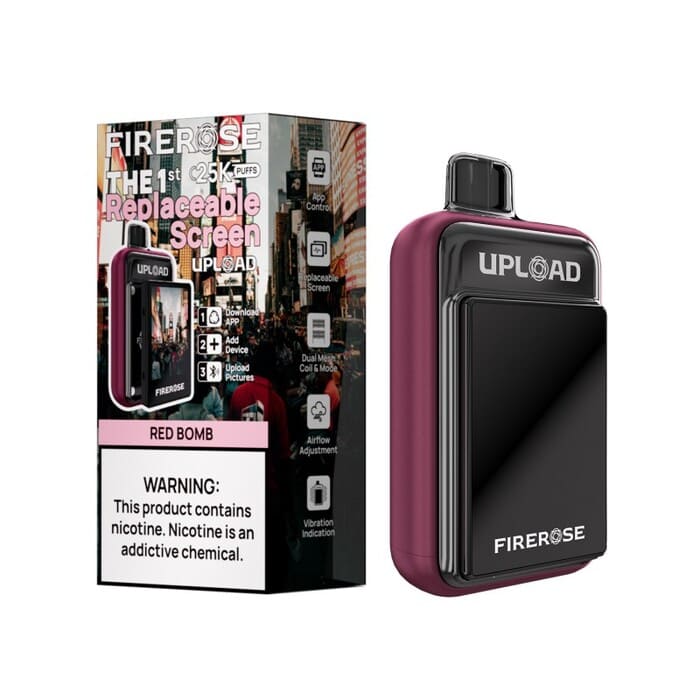 FIREROSE
THE 1st ≤25K PUFFS
Replaceable
Screen
UPLOAD
UPLOAD
1 Download APP
2 Add Device
3 Upload Pictures
FIREROSE
RED BOMB
WARNING:
This product contains
nicotine. Nicotine is an
addictive chemical.
APP
App
Control
Replaceable
Screen
Dual Mesh
Coil & Mode
Airflow
Adjustment
Vibration
Indication
UPLOAD
FIREROSE